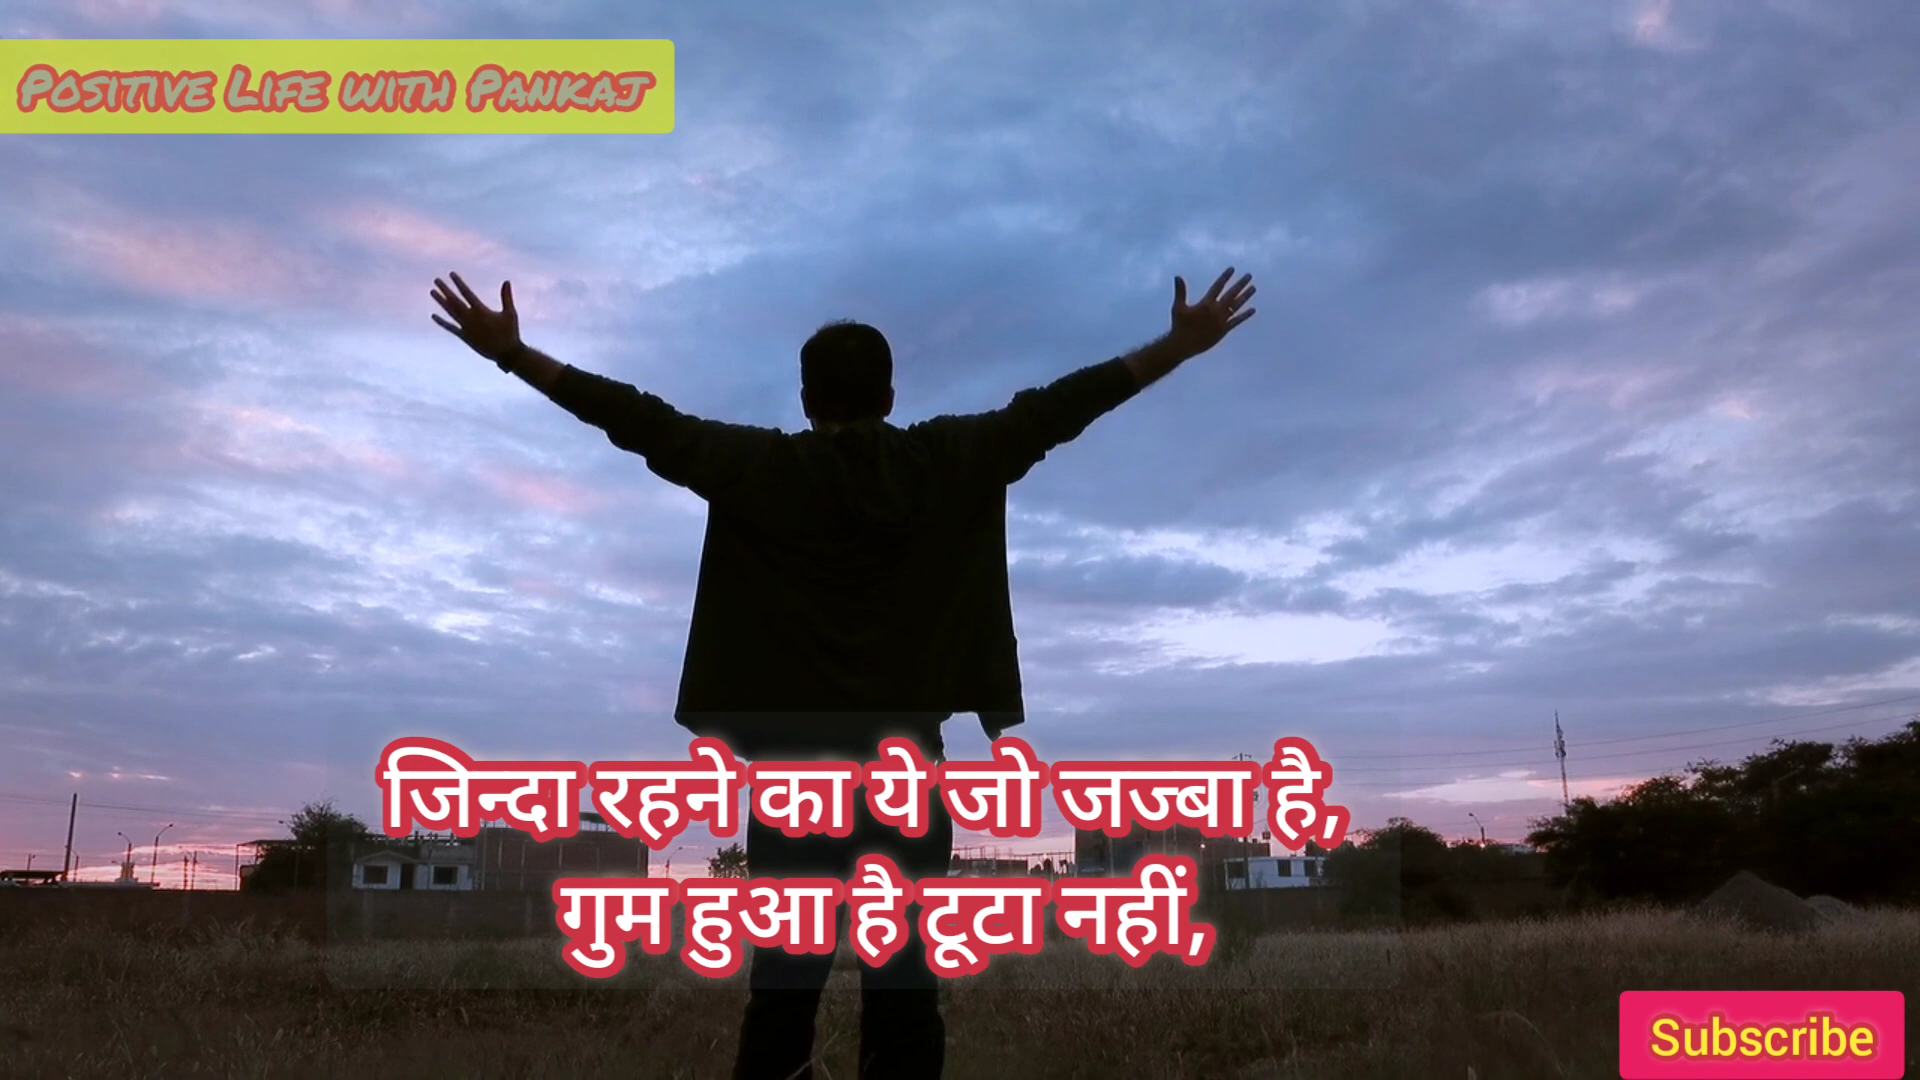 Positive Life with Pankaj
जिन्दा रहने का ये जो जज्बा है,
गुम हुआ है टूटा नहीं,
Subscribe